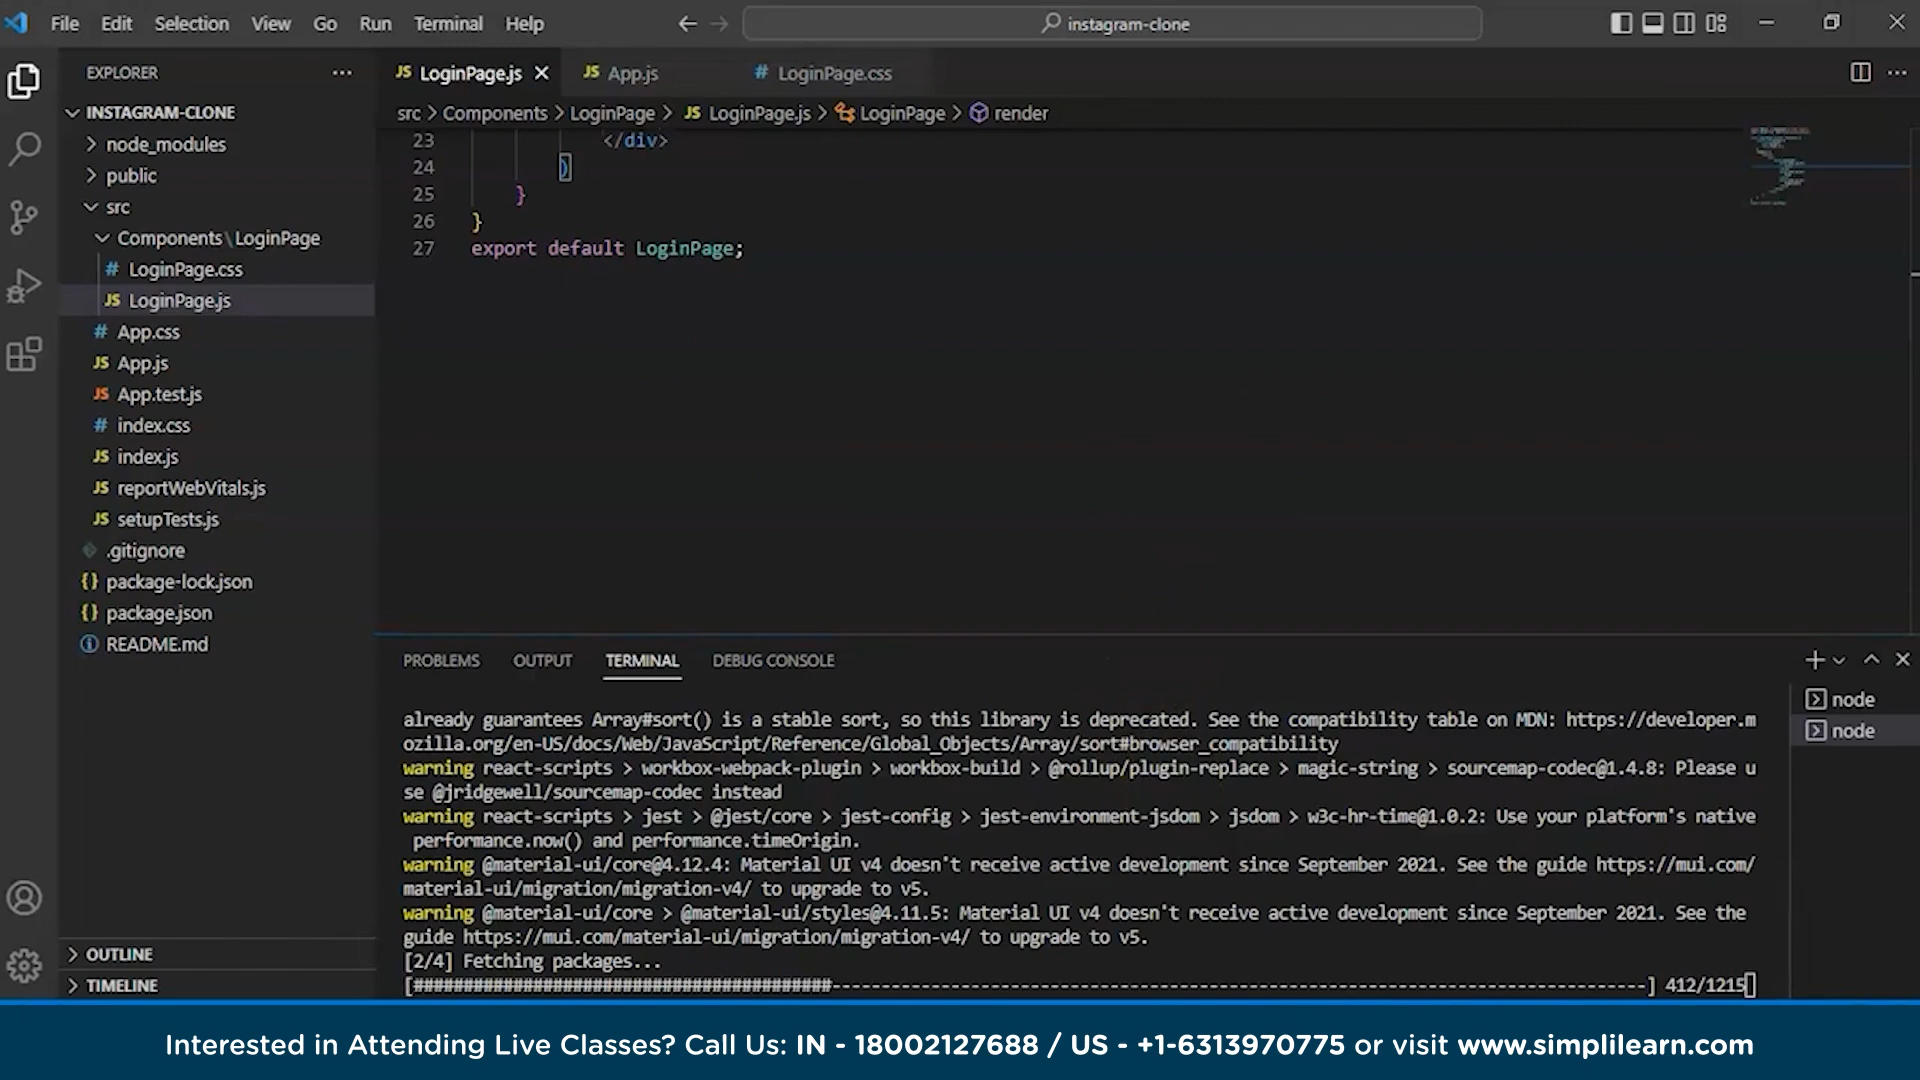 File Edit Selection View Go Run Terminal Help
instagram-clone
EXPLORER
INSTAGRAM-CLONE
node_modules
public
src
Components\LoginPage
# LoginPage.css
JS LoginPage.js
# App.css
JS App.js
JS App.test.js
# index.css
JS index.js
JS reportWebVitals.js
JS setupTests.js
.gitignore
{} package-lock.json
{} package.json
README.md
OUTLINE
TIMELINE
JS LoginPage.js JS App.js # LoginPage.css
src > Components > LoginPage > JS LoginPage.js > LoginPage > render
23 </div>
24 )
25 }
26 }
27 export default LoginPage;
PROBLEMS OUTPUT TERMINAL DEBUG CONSOLE
already guarantees Array#sort() is a stable sort, so this library is deprecated. See the compatibility table on MDN: https://developer.m
ozilla.org/en-US/docs/Web/JavaScript/Reference/Global_Objects/Array/sort#browser_compatibility
warning react-scripts > workbox-webpack-plugin > workbox-build > @rollup/plugin-replace > magic-string > sourcemap-codec@1.4.8: Please u
se @jridgewell/sourcemap-codec instead
warning react-scripts > jest > @jest/core > jest-config > jest-environment-jsdom > jsdom > w3c-hr-time@1.0.2: Use your platform's native
performance.now() and performance.timeOrigin.
warning @material-ui/core@4.12.4: Material UI v4 doesn't receive active development since September 2021. See the guide https://mui.com/
material-ui/migration/migration-v4/ to upgrade to v5.
warning @material-ui/core > @material-ui/styles@4.11.5: Material UI v4 doesn't receive active development since September 2021. See the
guide https://mui.com/material-ui/migration/migration-v4/ to upgrade to v5.
[2/4] Fetching packages...
[##########################################----------------------------------------------------------------------------------] 412/1215
node
node
Interested in Attending Live Classes? Call Us: IN - 18002127688 / US - +1-6313970775 or visit www.simplilearn.com